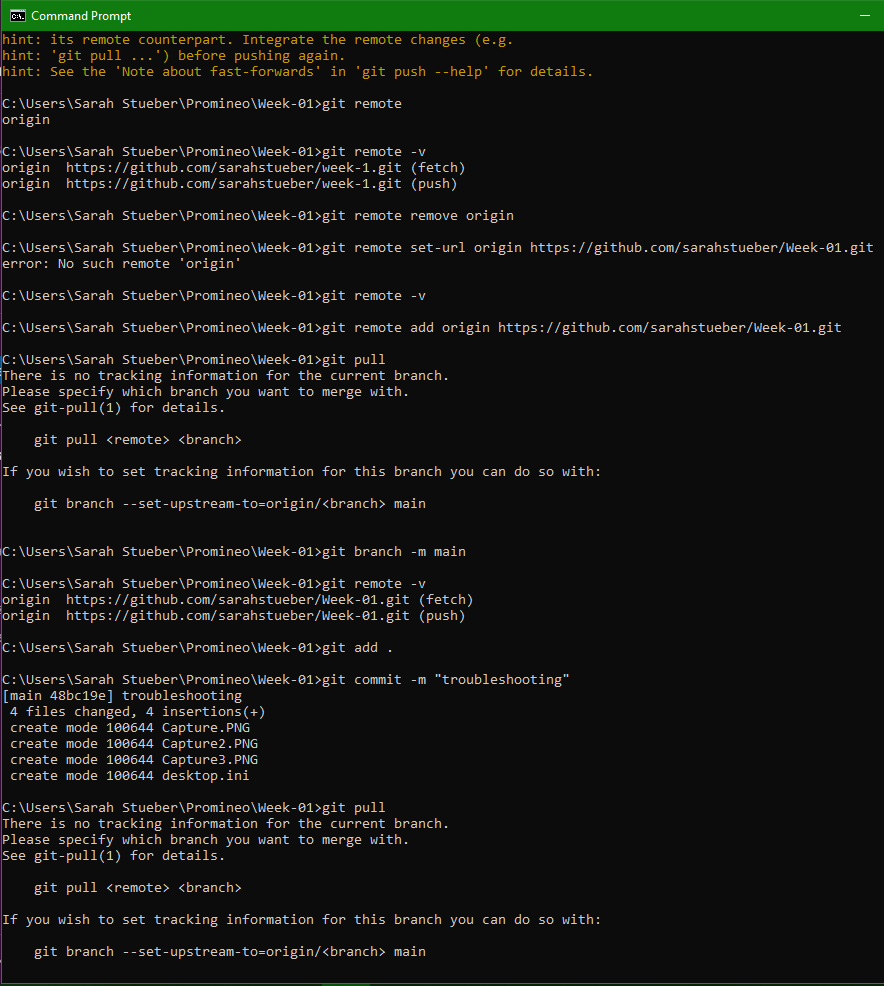 Command Prompt
hint: its remote counterpart. Integrate the remote changes (e.g.
hint: 'git pull ...') before pushing again.
hint: See the 'Note about fast-forwards' in 'git push --help' for details.
C:\Users\Sarah Stueber\Promineo\Week-01>git remote
origin
C:\Users\Sarah Stueber\Promineo\Week-01>git remote -v
origin  https://github.com/sarahstueber/week-1.git (fetch)
origin  https://github.com/sarahstueber/week-1.git (push)
C:\Users\Sarah Stueber\Promineo\Week-01>git remote remove origin
C:\Users\Sarah Stueber\Promineo\Week-01>git remote set-url origin https://github.com/sarahstueber/Week-01.git
error: No such remote 'origin'
C:\Users\Sarah Stueber\Promineo\Week-01>git remote -v
C:\Users\Sarah Stueber\Promineo\Week-01>git remote add origin https://github.com/sarahstueber/Week-01.git
C:\Users\Sarah Stueber\Promineo\Week-01>git pull
There is no tracking information for the current branch.
Please specify which branch you want to merge with.
See git-pull(1) for details.
    git pull <remote> <branch>
If you wish to set tracking information for this branch you can do so with:
    git branch --set-upstream-to=origin/<branch> main
C:\Users\Sarah Stueber\Promineo\Week-01>git branch -m main
C:\Users\Sarah Stueber\Promineo\Week-01>git remote -v
origin  https://github.com/sarahstueber/Week-01.git (fetch)
origin  https://github.com/sarahstueber/Week-01.git (push)
C:\Users\Sarah Stueber\Promineo\Week-01>git add .
C:\Users\Sarah Stueber\Promineo\Week-01>git commit -m "troubleshooting"
[main 48bc19e] troubleshooting
 4 files changed, 4 insertions(+)
 create mode 100644 Capture.PNG
 create mode 100644 Capture2.PNG
 create mode 100644 Capture3.PNG
 create mode 100644 desktop.ini
C:\Users\Sarah Stueber\Promineo\Week-01>git pull
There is no tracking information for the current branch.
Please specify which branch you want to merge with.
See git-pull(1) for details.
    git pull <remote> <branch>
If you wish to set tracking information for this branch you can do so with:
    git branch --set-upstream-to=origin/<branch> main